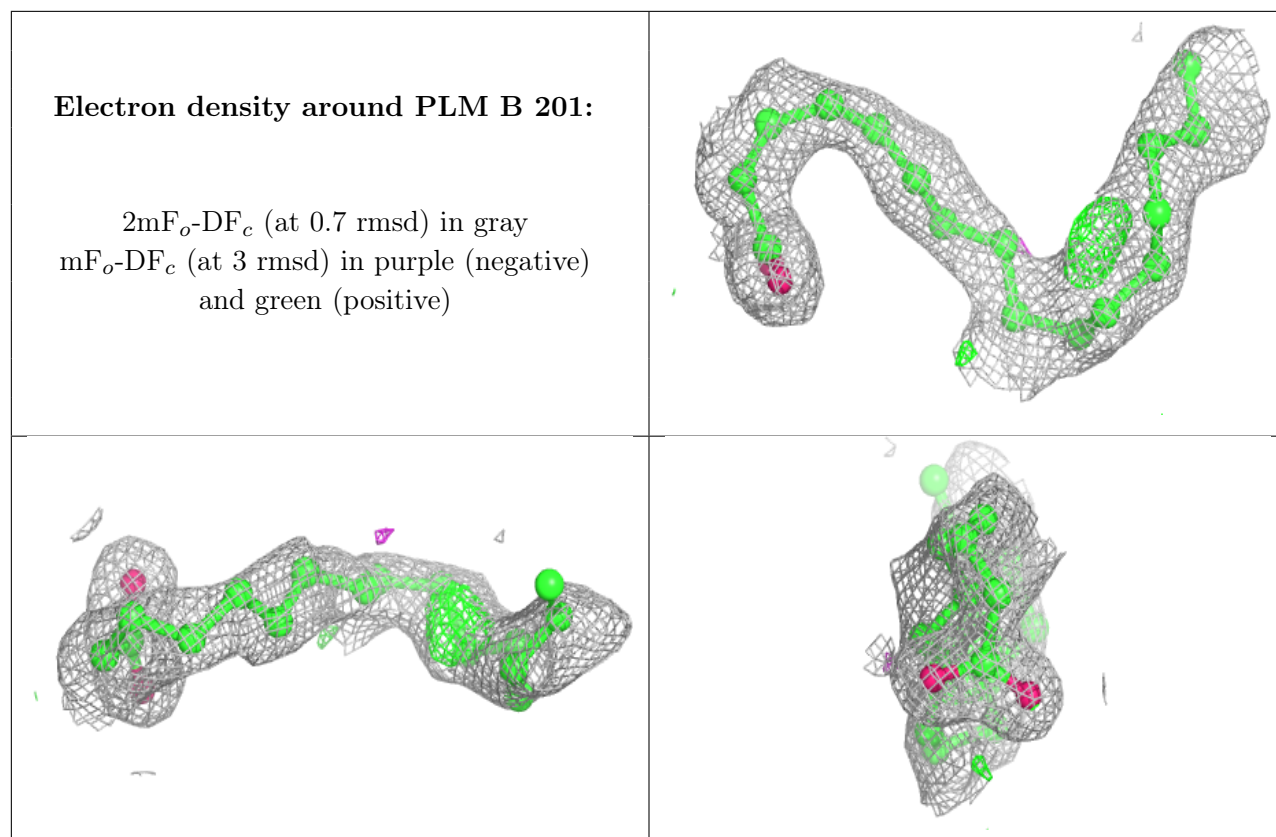 Electron density around PLM B 201:
2mFo-DFc (at 0.7 rmsd) in gray
mFo-DFc (at 3 rmsd) in purple (negative)
and green (positive)